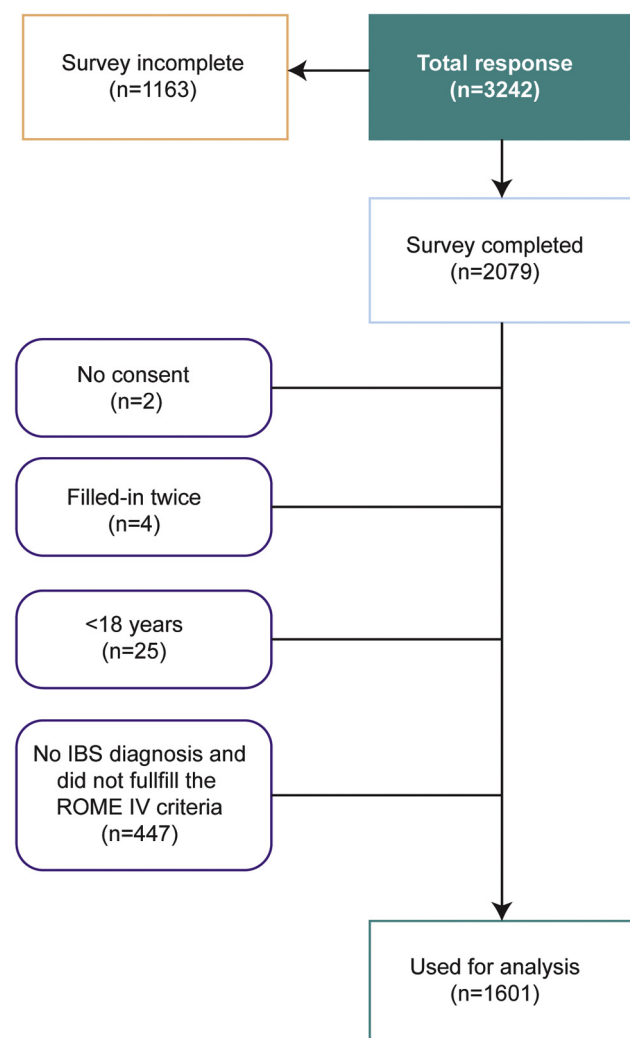 Survey incomplete
(n=1163)
Total response
(n=3242)
Survey completed
(n=2079)
No consent
(n=2)
Filled-in twice
(n=4)
<18 years
(n=25)
No IBS diagnosis and
did not fullfill the
ROME IV criteria
(n=447)
Used for analysis
(n=1601)